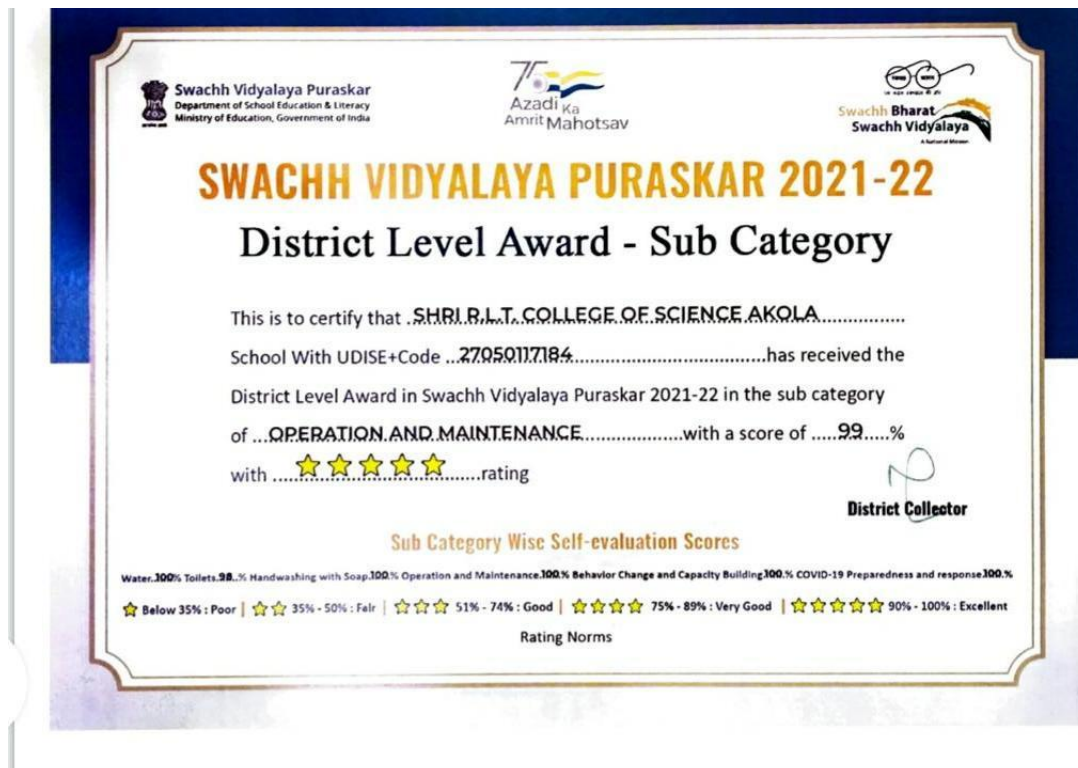 Swachh Vidyalaya Puraskar
Department of School Education & Literacy
Ministry of Education, Government of India
75
Azadi Ka
Amrit Mahotsav
Swachh Bharat
Swachh Vidyalaya
A National Mission
SWACHH VIDYALAYA PURASKAR 2021-22
District Level Award - Sub Category
This is to certify that .SHRI R.L.T. COLLEGE OF SCIENCE AKOLA................
School With UDISE+Code ...27050117184.......................................has received the
District Level Award in Swachh Vidyalaya Puraskar 2021-22 in the sub category
of ...OPERATION AND MAINTENANCE.....................with a score of .....99.....%
with ..............................rating
District Collector
Sub Category Wise Self-evaluation Scores
Water.100% Toilets.98..% Handwashing with Soap.100.% Operation and Maintenance.100.% Behavior Change and Capacity Building.100.% COVID-19 Preparedness and response.100.%
Below 35% : Poor | 35% - 50% : Fair | 51% - 74% : Good | 75% - 89% : Very Good | 90% - 100% : Excellent
Rating Norms